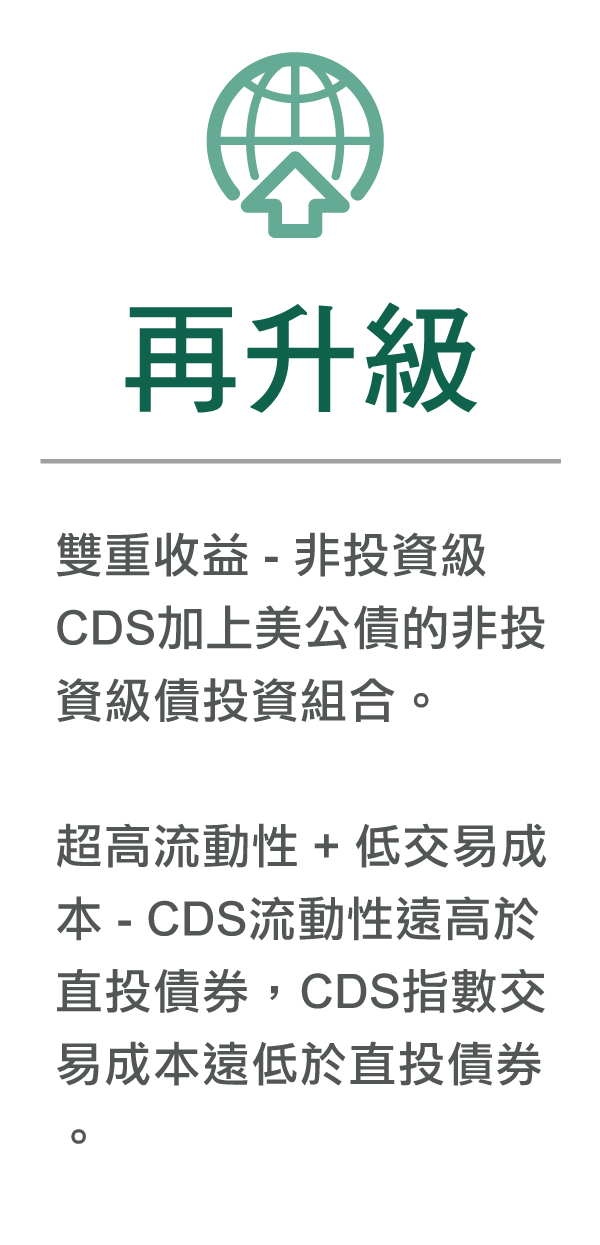 再升級
雙重收益 - 非投資級
CDS加上美公債的非投
資級債投資組合。
超高流動性 + 低交易成
本 - CDS流動性遠高於
直投債券，CDS指數交
易成本遠低於直投債券
。